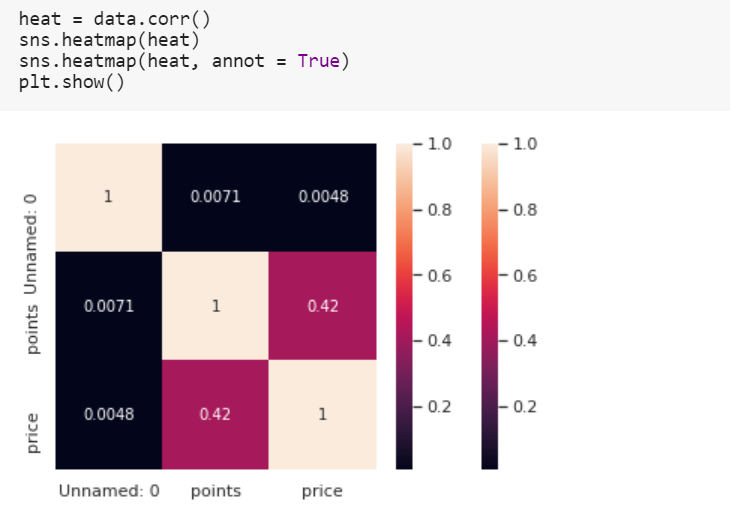 heat = data.corr()
sns.heatmap(heat)
sns.heatmap(heat, annot = True)
plt.show()
1 0.0071 0.0048
0.0071 1 0.42
0.0048 0.42 1
Unnamed: 0
points
price
Unnamed: 0 points price
1.0 1.0
0.8 0.8
0.6 0.6
0.4 0.4
0.2 0.2